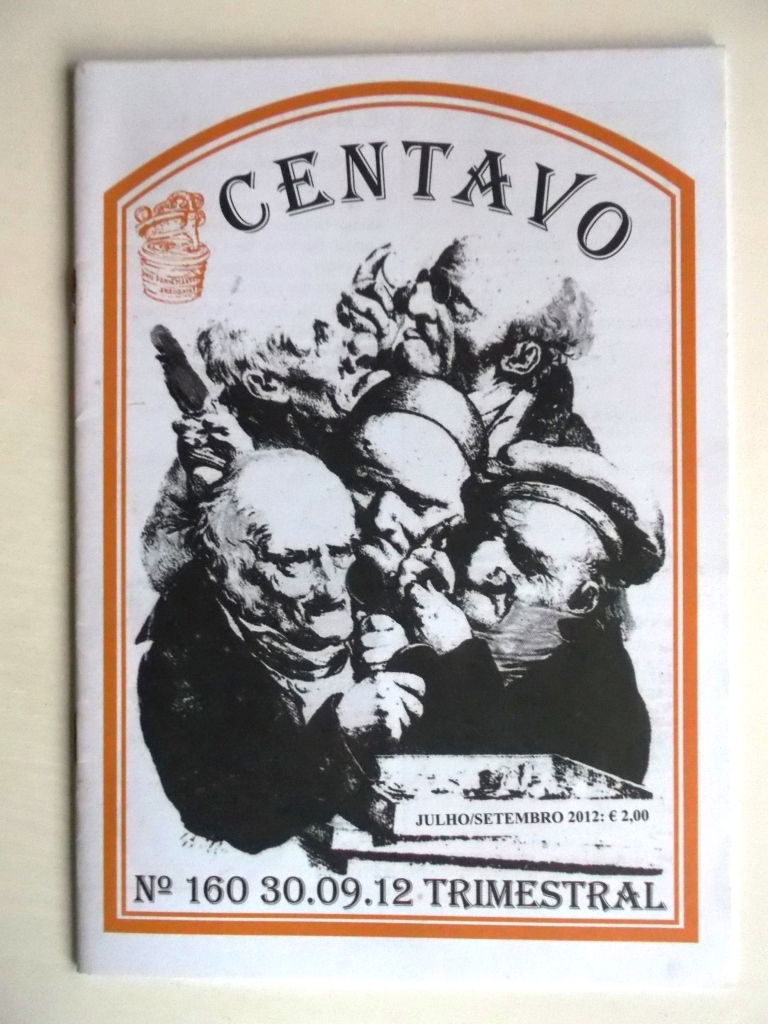 CENTAVO
JULHO/SETEMBRO 2012: € 2,00
Nº 160 30.09.12 TRIMESTRAL